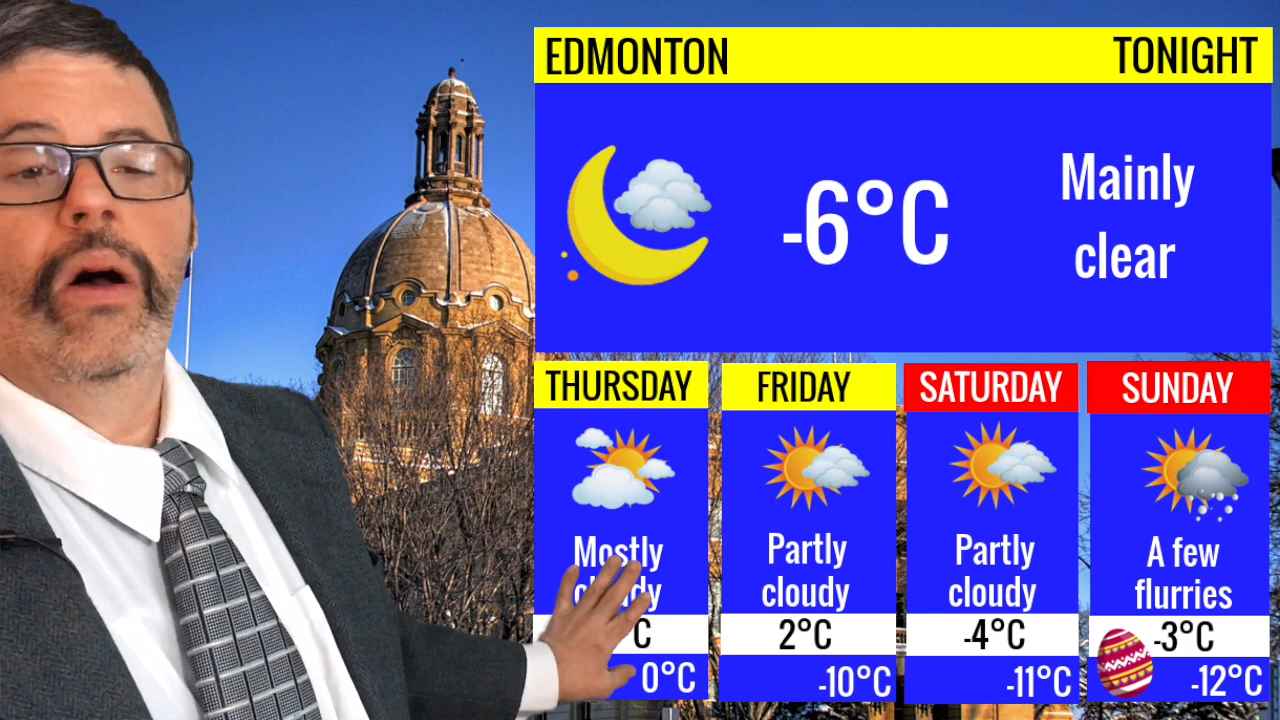 EDMONTON TONIGHT
-6°C
Mainly
clear
THURSDAY
Mostly
cloudy
°C
0°C
FRIDAY
Partly
cloudy
2°C
-10°C
SATURDAY
Partly
cloudy
-4°C
-11°C
SUNDAY
A few
flurries
-3°C
-12°C